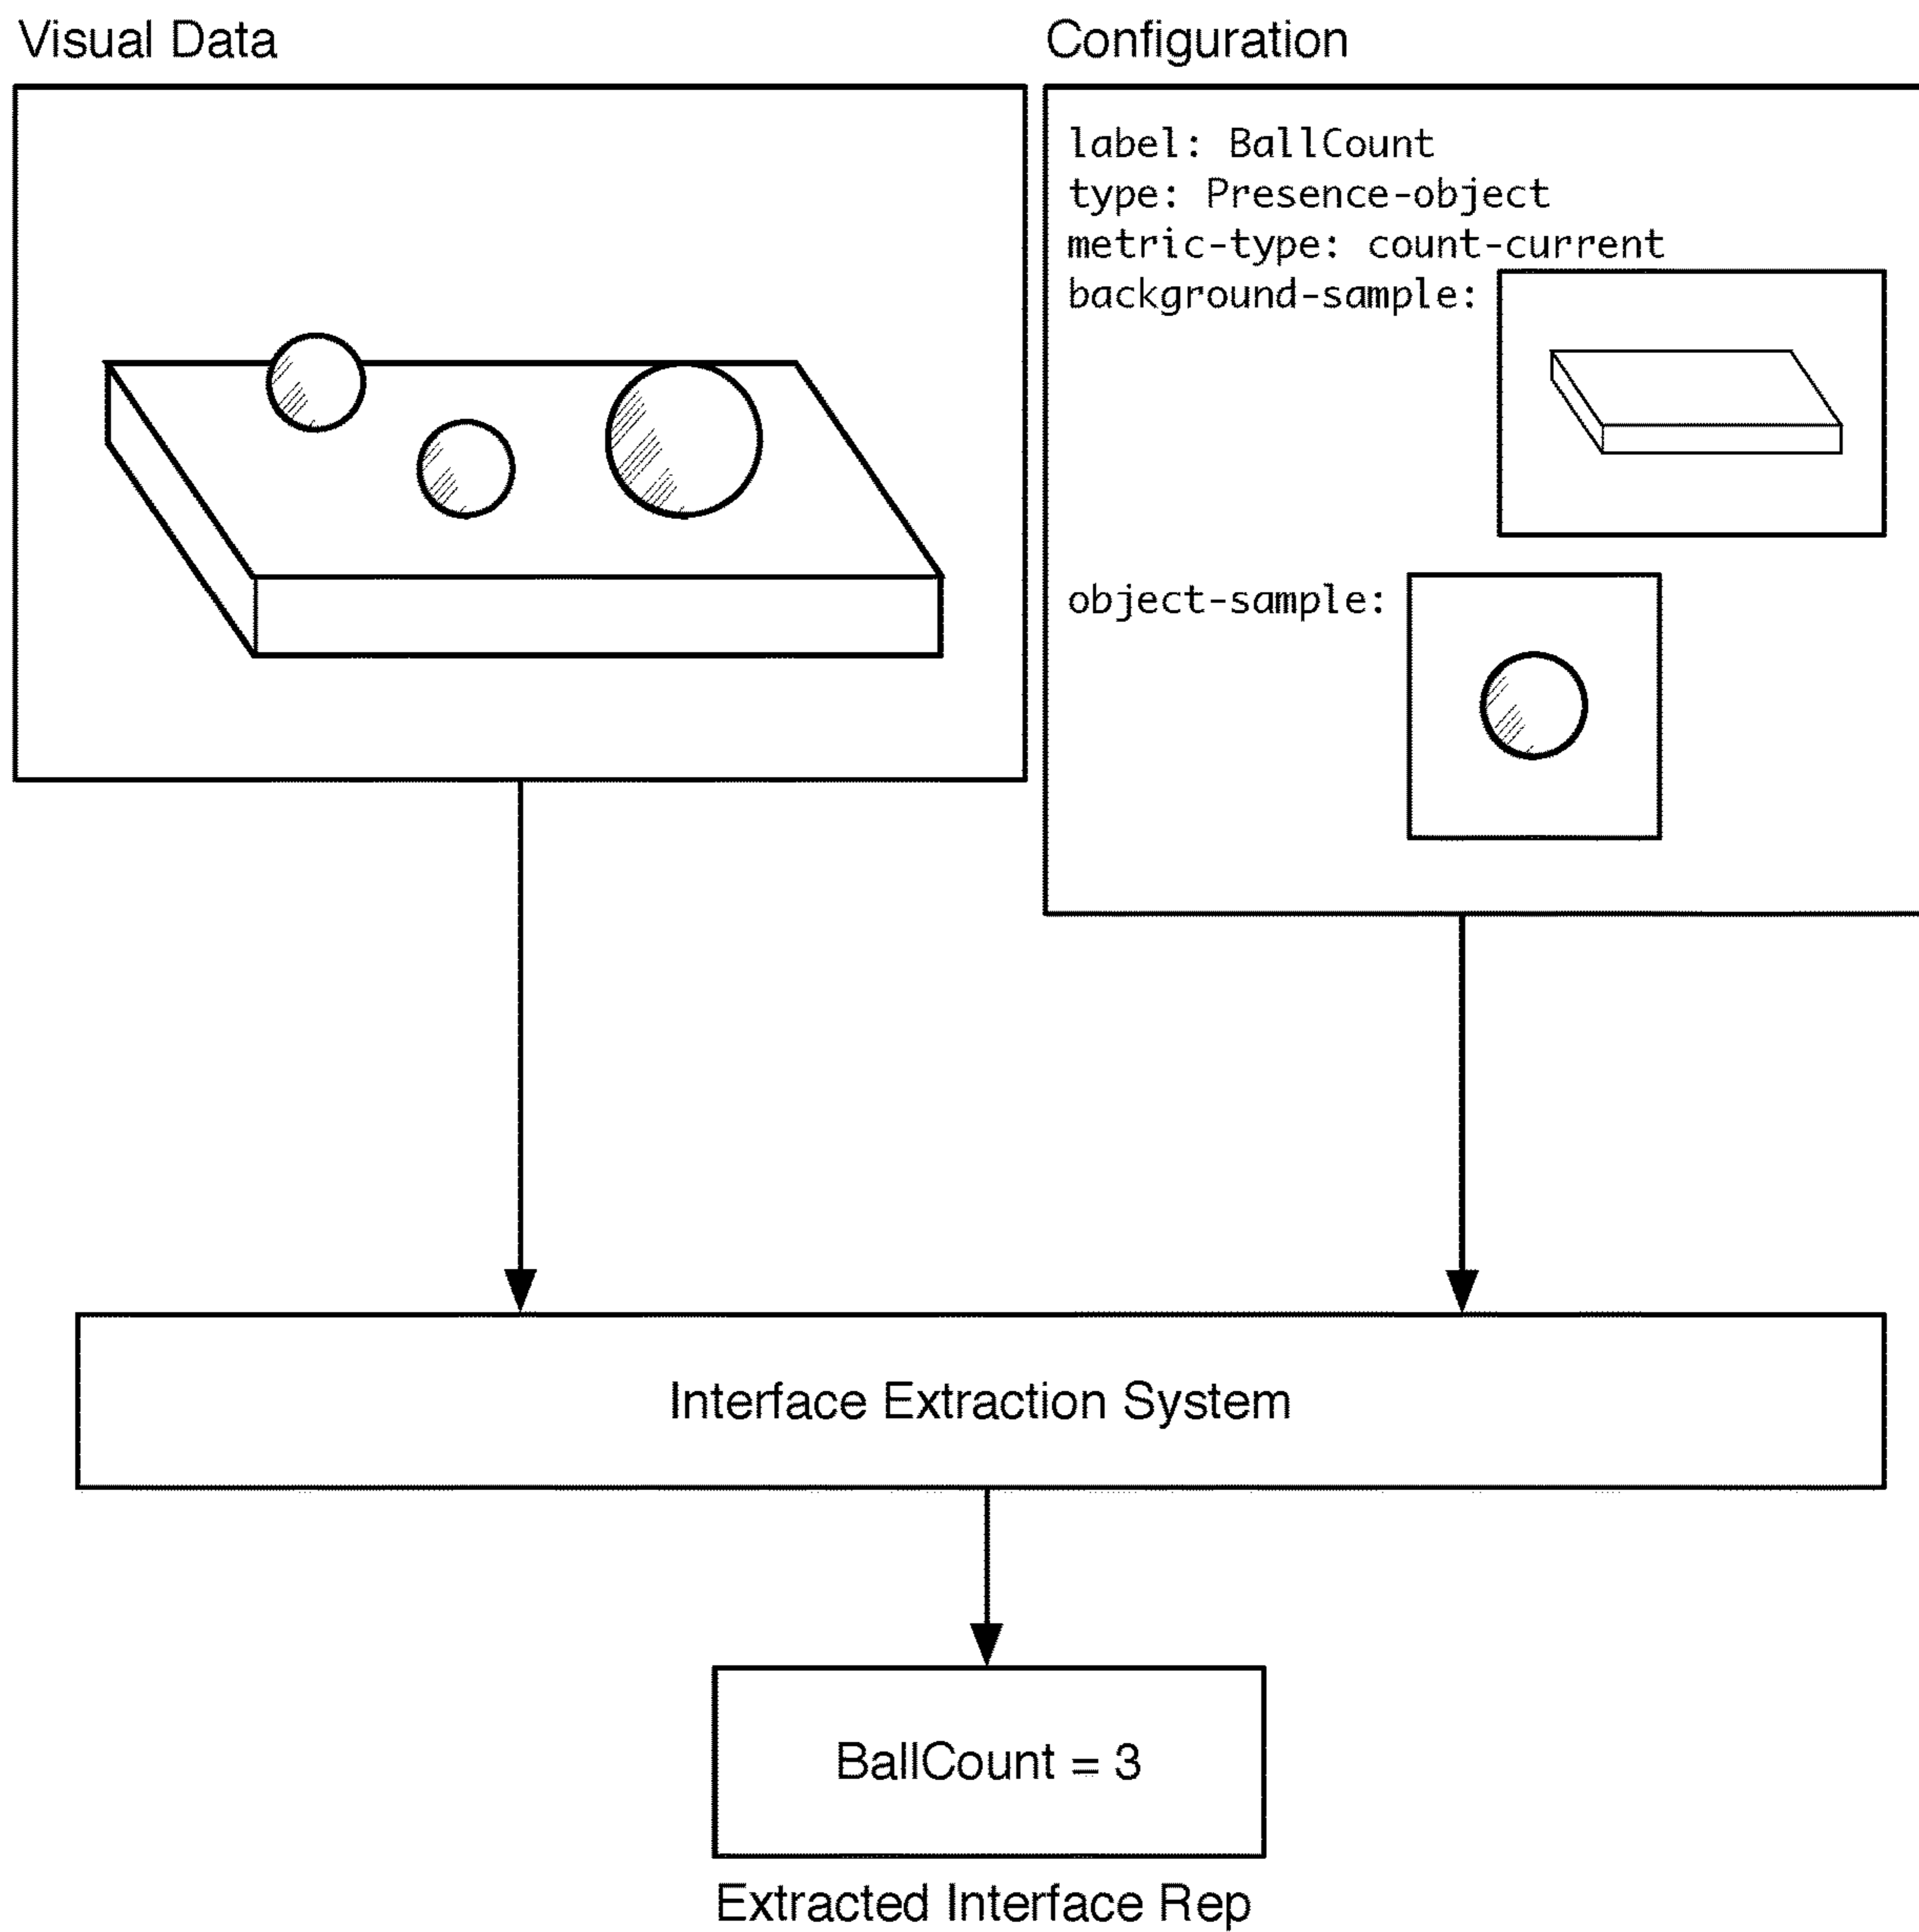 Visual Data
Configuration
label: BallCount
type: Presence-object
metric-type: count-current
background-sample:
object-sample:
Interface Extraction System
BallCount = 3
Extracted Interface Rep